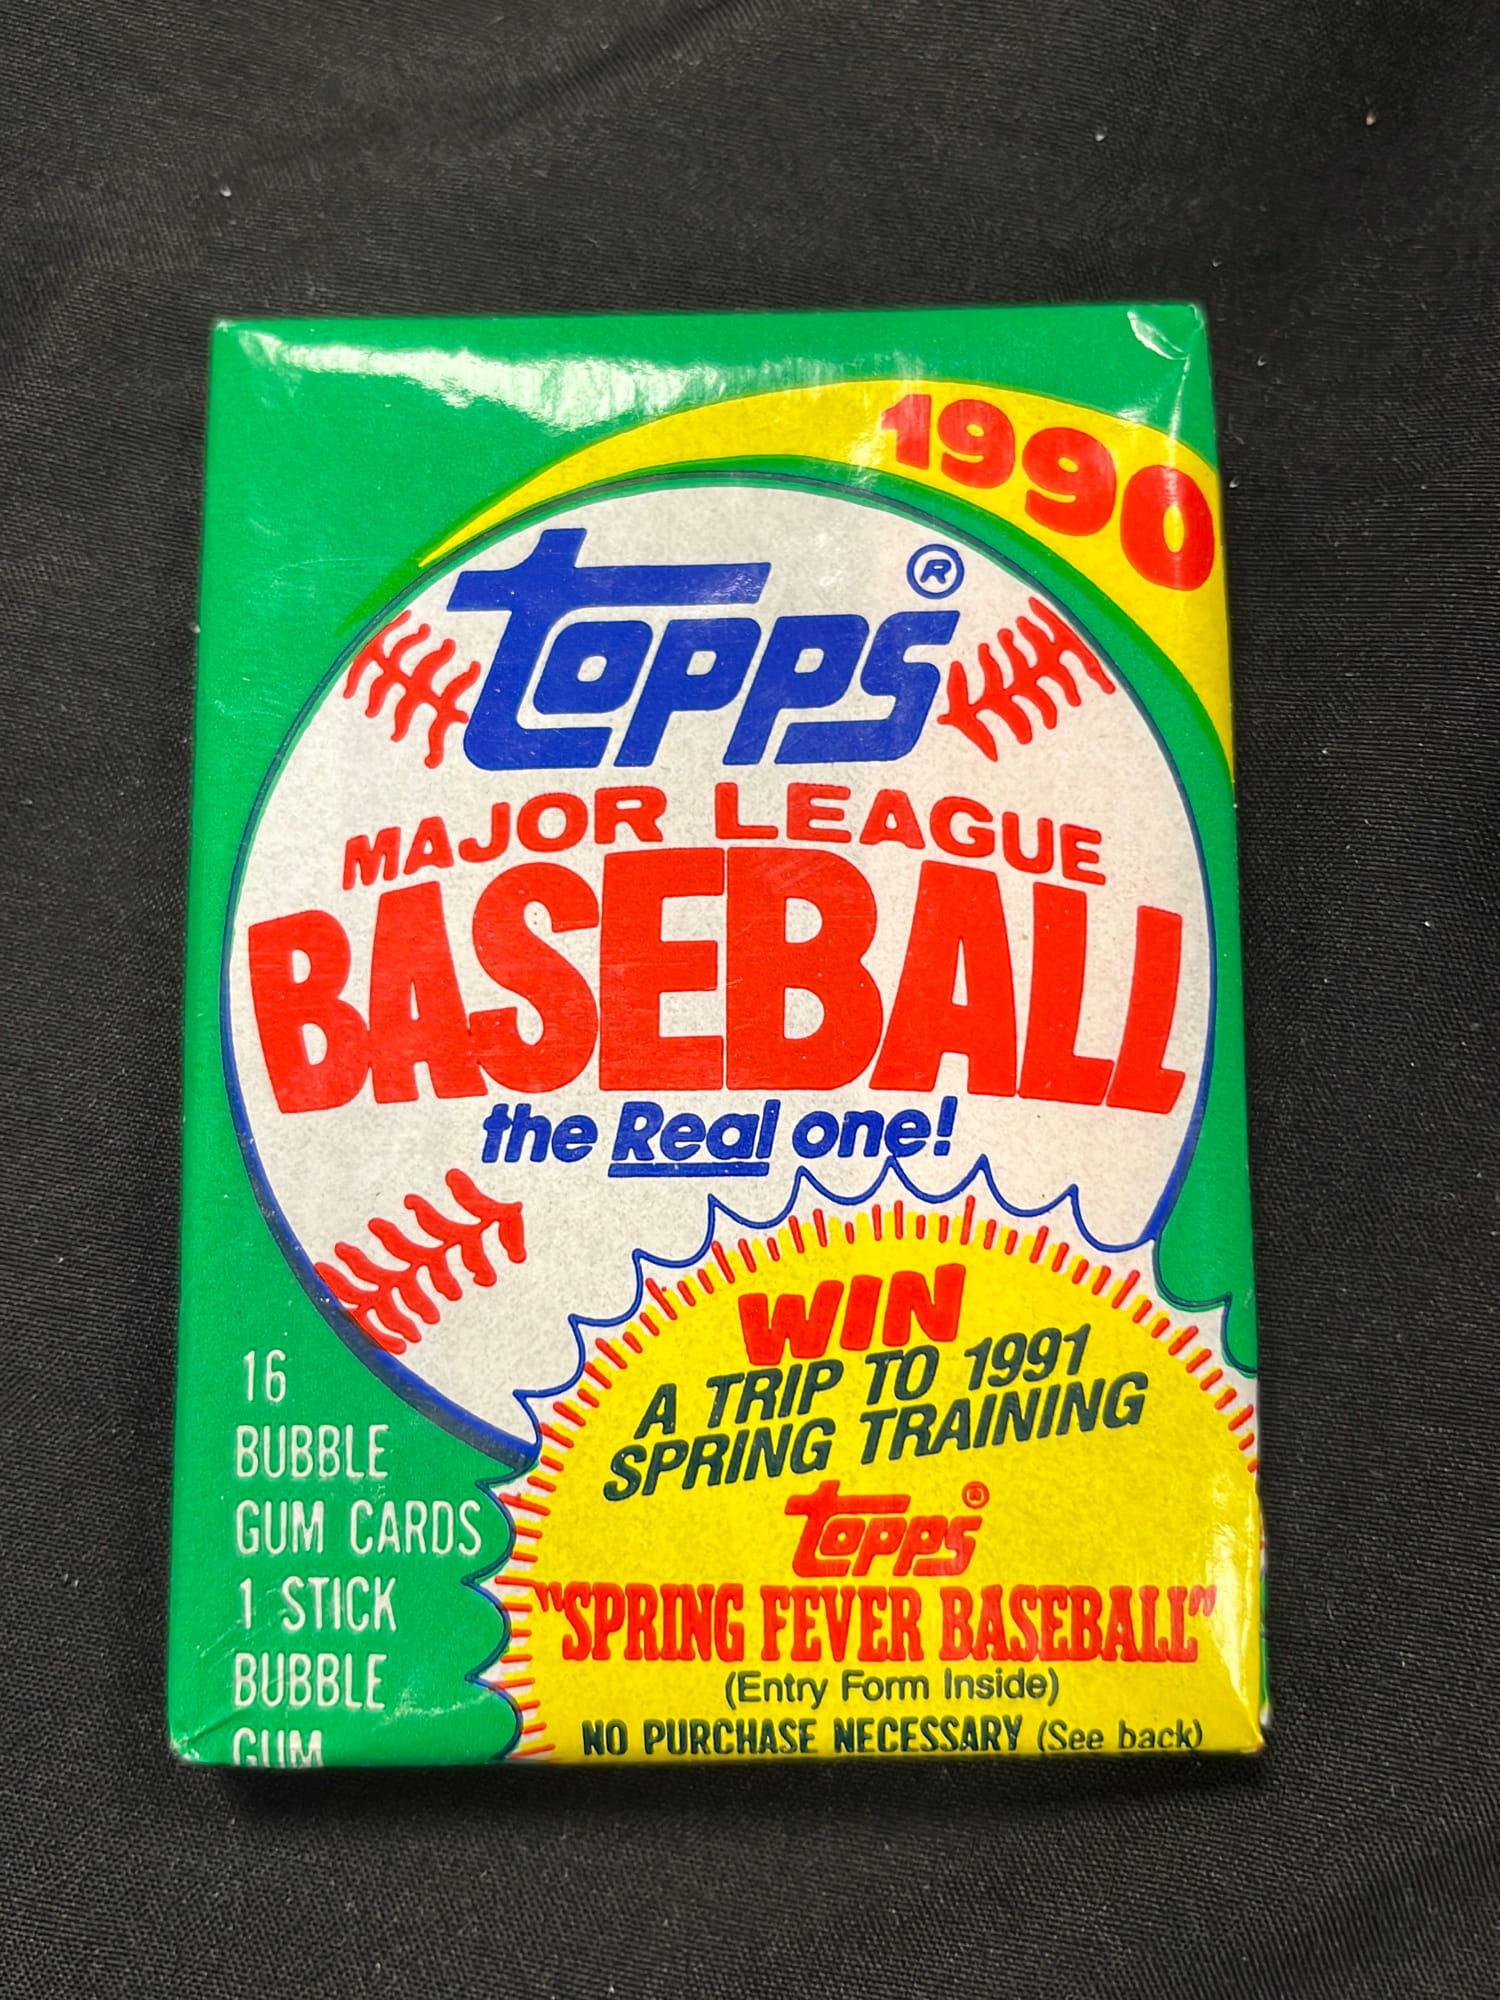 1990
Topps®
MAJOR LEAGUE
BASEBALL
the Real one!
WIN
A TRIP TO 1991
SPRING TRAINING
Topps®
"SPRING FEVER BASEBALL"
(Entry Form Inside)
NO PURCHASE NECESSARY (See back)
16
BUBBLE
GUM CARDS
1 STICK
BUBBLE
GUM